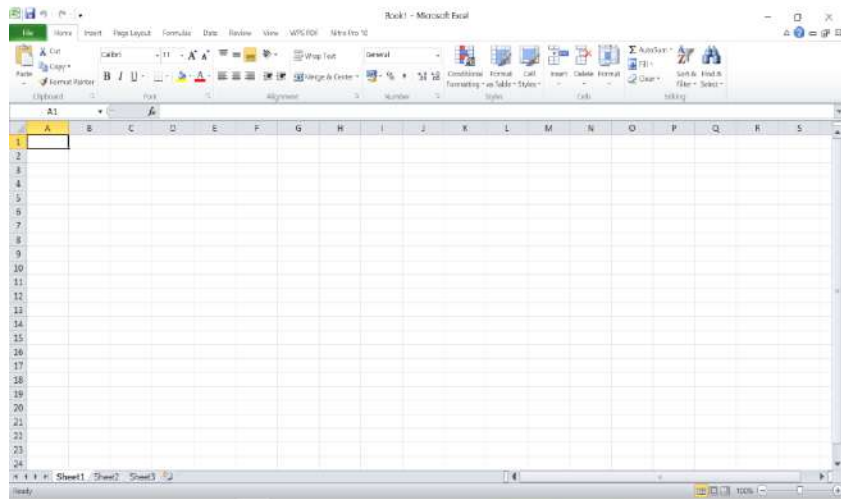 Book1 - Microsoft Excel
File Home Insert Page Layout Formulas Data Review View WPS PDF Nitro Pro 10
Paste
Cut
Copy
Format Painter
Clipboard
Calibri 11 A A
B I U A
Font
Wrap Text
Merge & Center
Alignment
General
%
Number
Conditional Formatting
Format as Table
Cell Styles
Styles
Insert Delete Format
Cells
Σ AutoSum
Fill
Clear
Sort & Filter
Find & Select
Editing
A1 fx
A B C D E F G H I J K L M N O P Q R S
1
2
3
4
5
6
7
8
9
10
11
12
13
14
15
16
17
18
19
20
21
22
23
24
Sheet1 Sheet2 Sheet3
Ready 100%